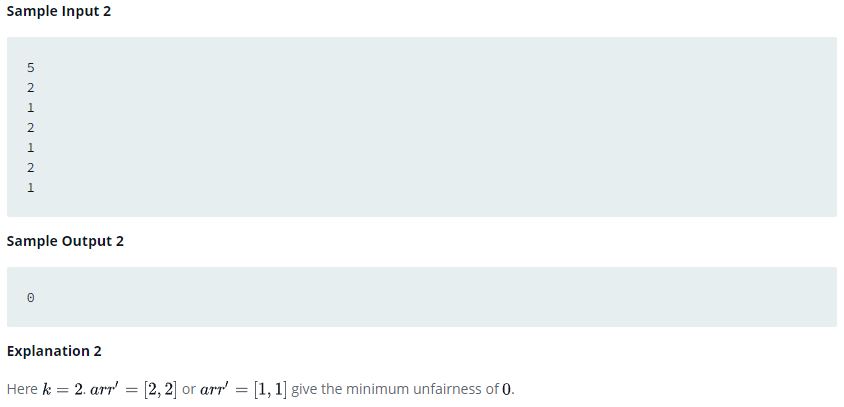 Sample Input 2
5
2
1
2
1
2
1
Sample Output 2
0
Explanation 2
Here k = 2. arr′ = [2, 2] or arr′ = [1, 1] give the minimum unfairness of 0.